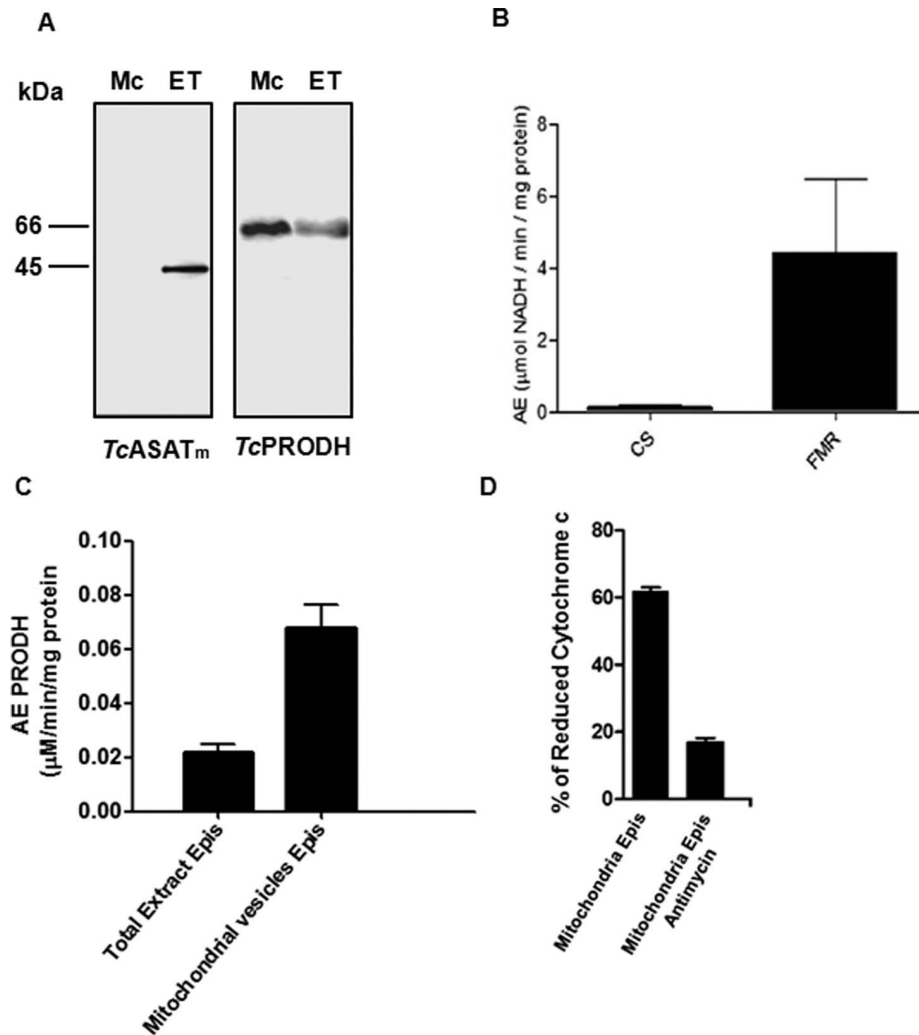 A
Mc ET Mc ET
kDa
66
45
TcASATm TcPRODH
B
AE (µmol NADH / min / mg protein)
8
6
4
2
0
CS
FMR
C
AE PRODH
(µM/min/mg protein
0.10
0.08
0.06
0.04
0.02
0.00
Total Extract Epis
Mitochondrial vesicles Epis
D
% of Reduced Cytochrome c
80
60
40
20
0
Mitochondria Epis
Mitochondria Epis
Antimycin